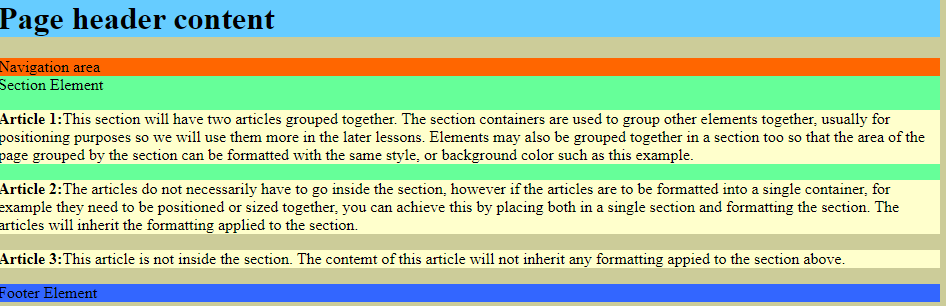 Page header content
Navigation area
Section Element
Article 1:This section will have two articles grouped together. The section containers are used to group other elements together, usually for
positioning purposes so we will use them more in the later lessons. Elements may also be grouped together in a section too so that the area of the
page grouped by the section can be formatted with the same style, or background color such as this example.
Article 2:The articles do not necessarily have to go inside the section, however if the articles are to be formatted into a single container, for
example they need to be positioned or sized together, you can achieve this by placing both in a single section and formatting the section. The
articles will inherit the formatting applied to the section.
Article 3:This article is not inside the section. The contemt of this article will not inherit any formatting appied to the section above.
Footer Element